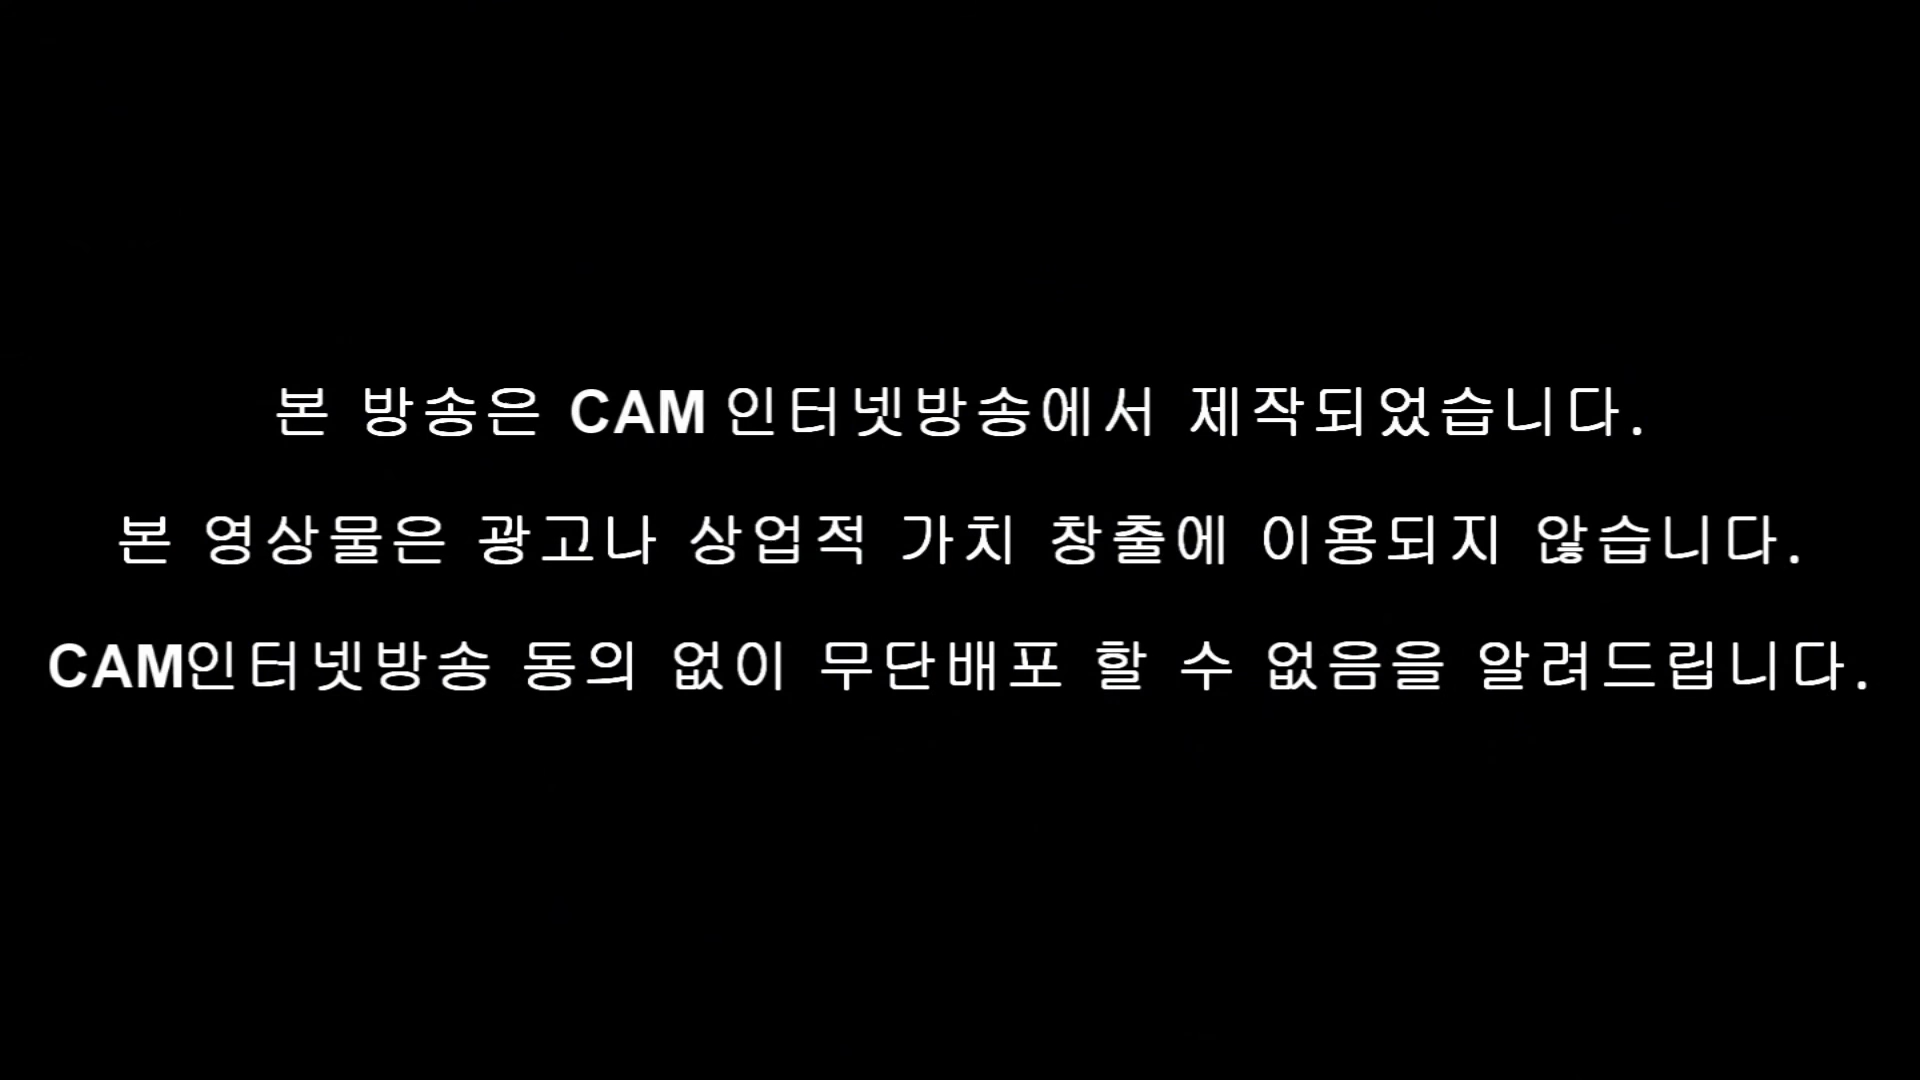 본 방송은 CAM 인터넷방송에서 제작되었습니다.
본 영상물은 광고나 상업적 가치 창출에 이용되지 않습니다.
CAM인터넷방송 동의 없이 무단배포 할 수 없음을 알려드립니다.